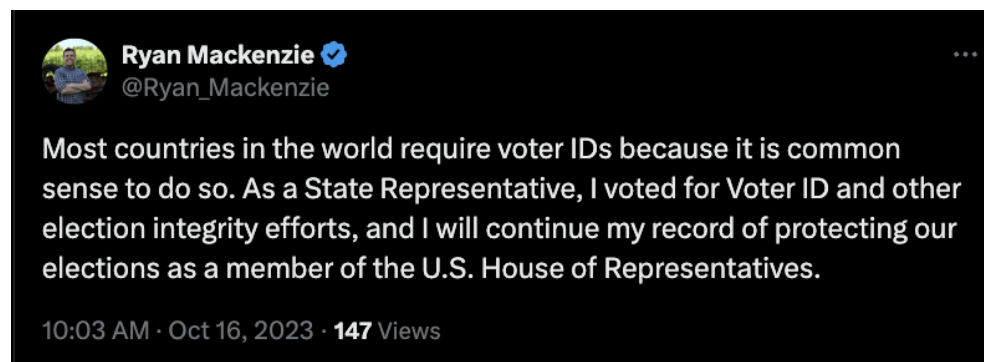 Ryan Mackenzie
@Ryan_Mackenzie
Most countries in the world require voter IDs because it is common
sense to do so. As a State Representative, I voted for Voter ID and other
election integrity efforts, and I will continue my record of protecting our
elections as a member of the U.S. House of Representatives.
10:03 AM · Oct 16, 2023 · 147 Views